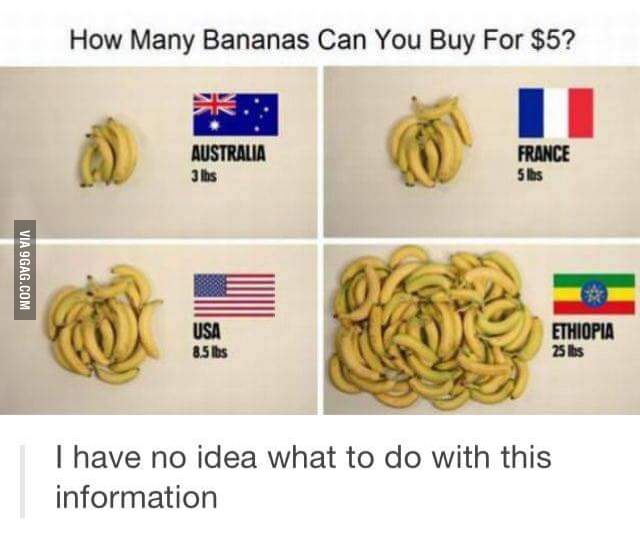 How Many Bananas Can You Buy For $5?
AUSTRALIA
3 lbs
FRANCE
5 lbs
VIA 9GAG.COM
USA
8.5 lbs
ETHIOPIA
25 lbs
I have no idea what to do with this
information